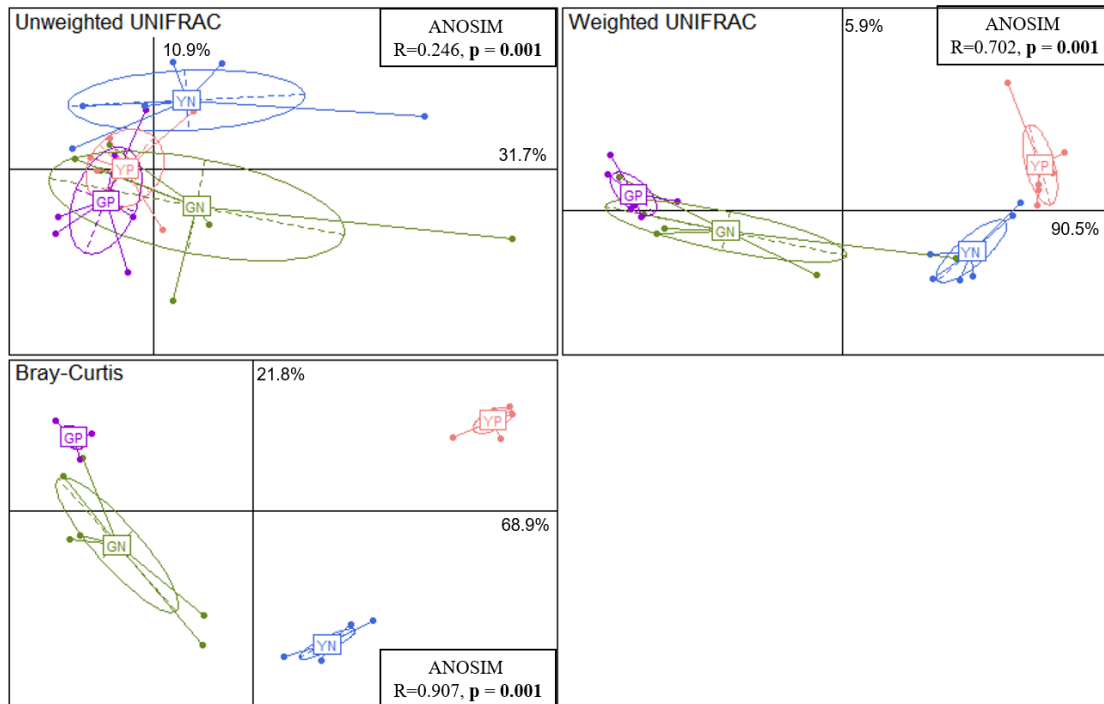 Unweighted UNIFRAC
10.9%
ANOSIM
R=0.246, p = 0.001
YN
31.7%
YP
GP
GN
Weighted UNIFRAC
5.9%
ANOSIM
R=0.702, p = 0.001
YP
GP
90.5%
GN
YN
Bray-Curtis
21.8%
YP
GP
68.9%
GN
YN
ANOSIM
R=0.907, p = 0.001